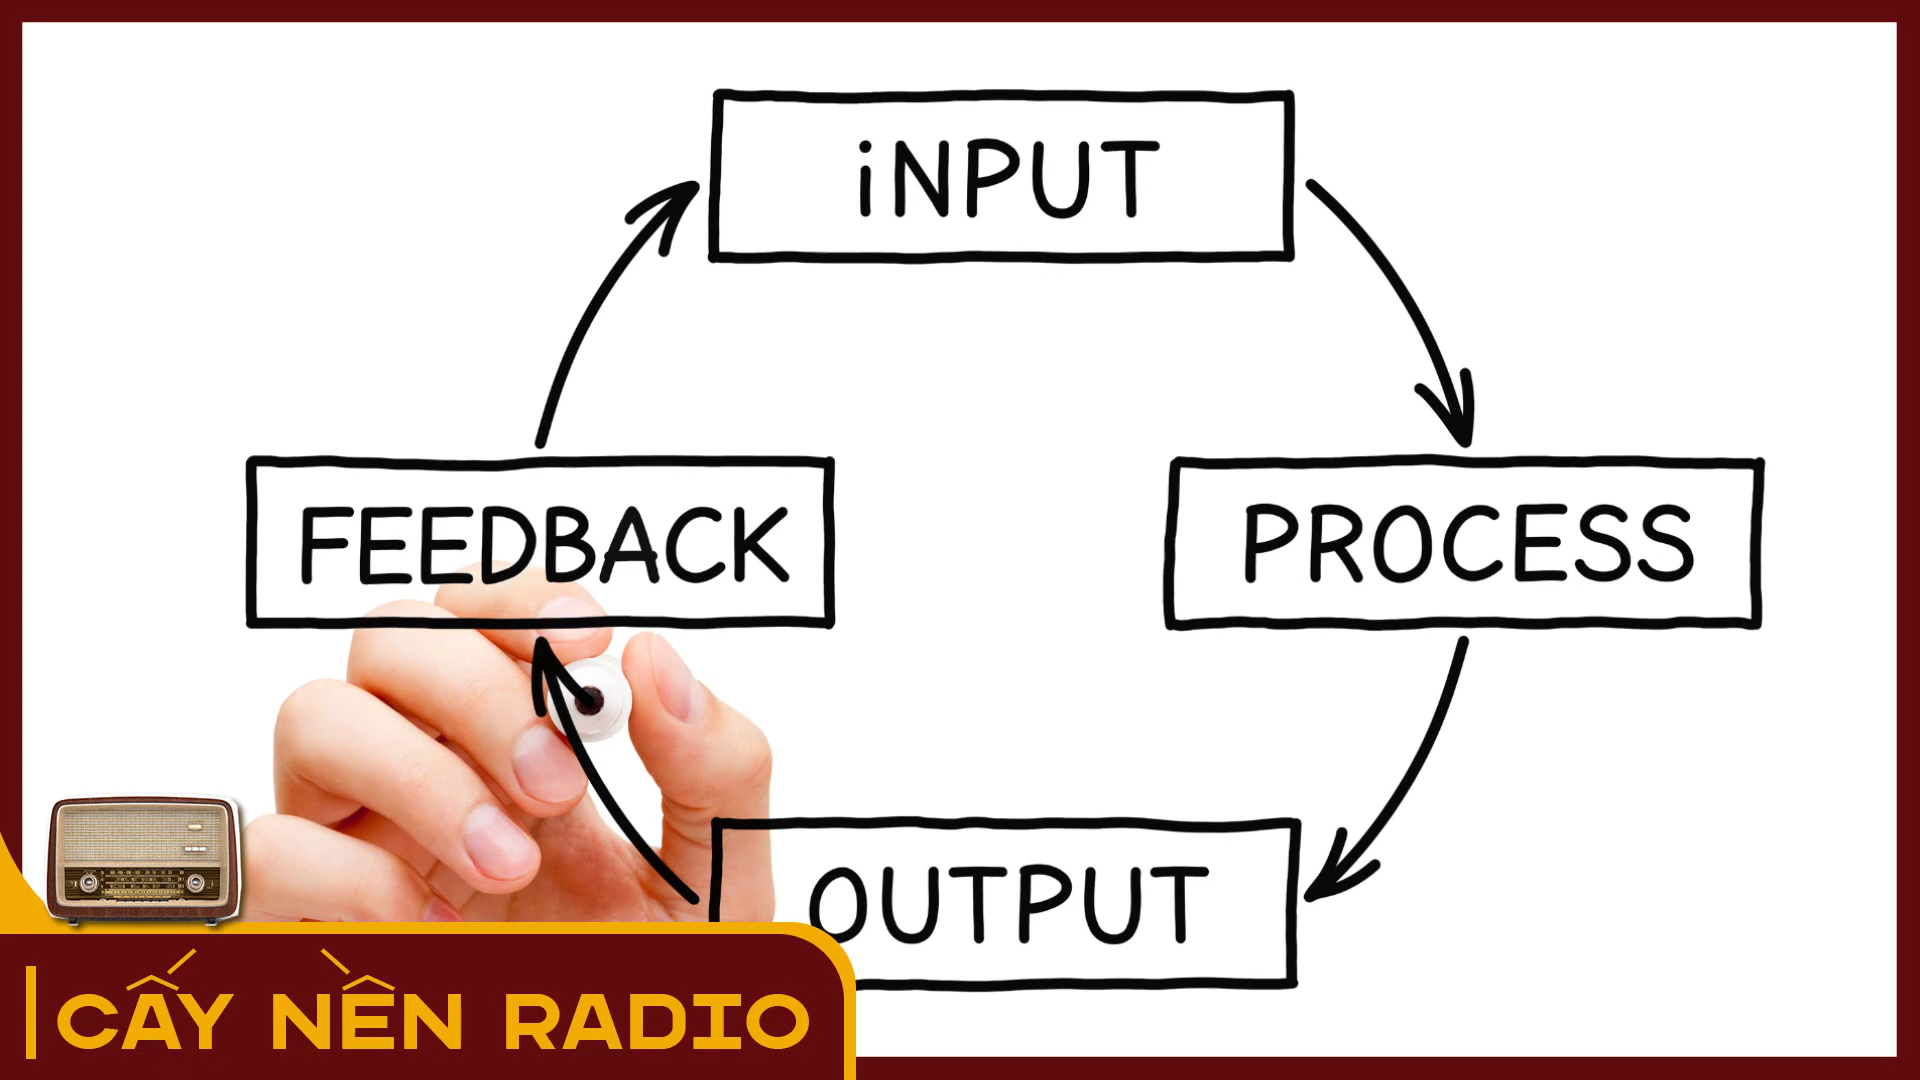 iNPUT
FEEDBACK
PROCESS
OUTPUT
CẤY NỀN RADIO